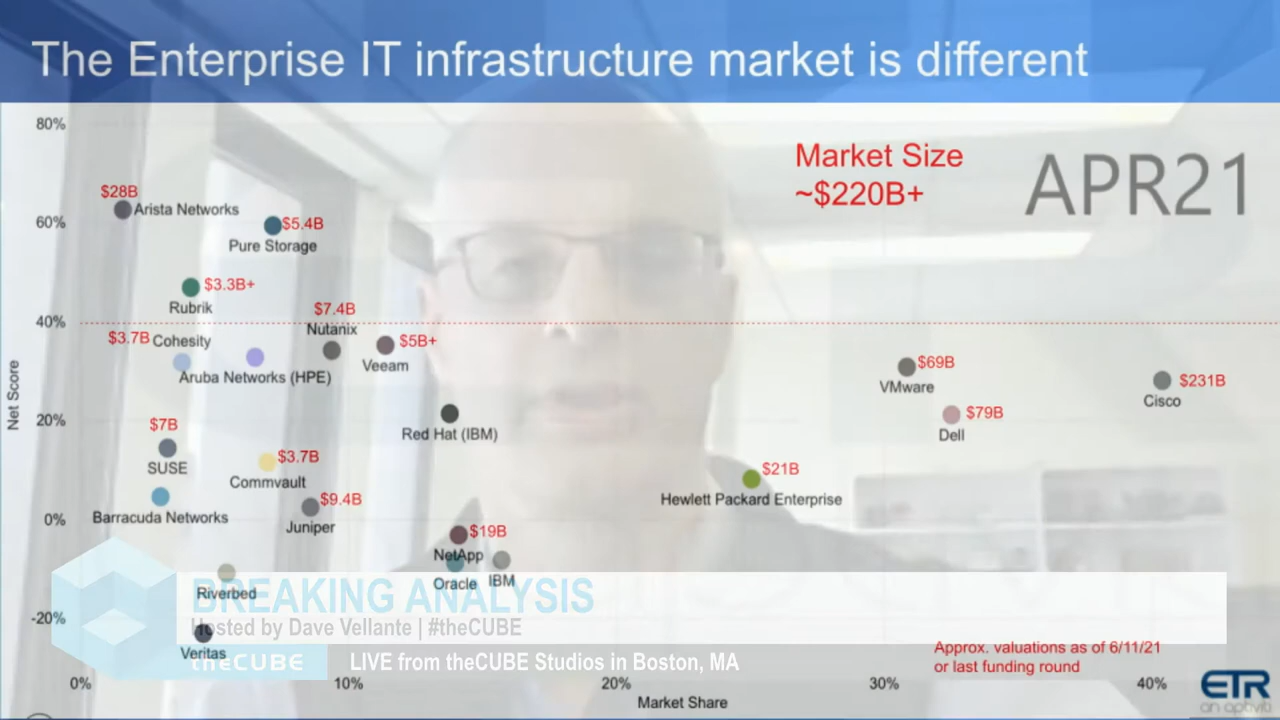 The Enterprise IT infrastructure market is different
80%
Market Size
~$220B+
APR21
$28B
Arista Networks
60%
$5.4B
Pure Storage
$3.3B+
Rubrik
$7.4B
40%
Nutanix
$3.7B Cohesity
$5B+
Veeam
Aruba Networks (HPE)
$69B
VMware
$231B
Cisco
Net Score
20%
$79B
Dell
Red Hat (IBM)
$7B
SUSE
$3.7B
Commvault
$21B
Hewlett Packard Enterprise
$9.4B
Juniper
Barracuda Networks
0%
$19B
NetApp
Oracle
IBM
Riverbed
BREAKING ANALYSIS
Hosted by Dave Vellante | #theCUBE
-20%
Veritas
theCUBE
LIVE from theCUBE Studios in Boston, MA
Approx. valuations as of 6/11/21
or last funding round
0%
10%
20%
30%
40%
Market Share
ETR
an aptiviti